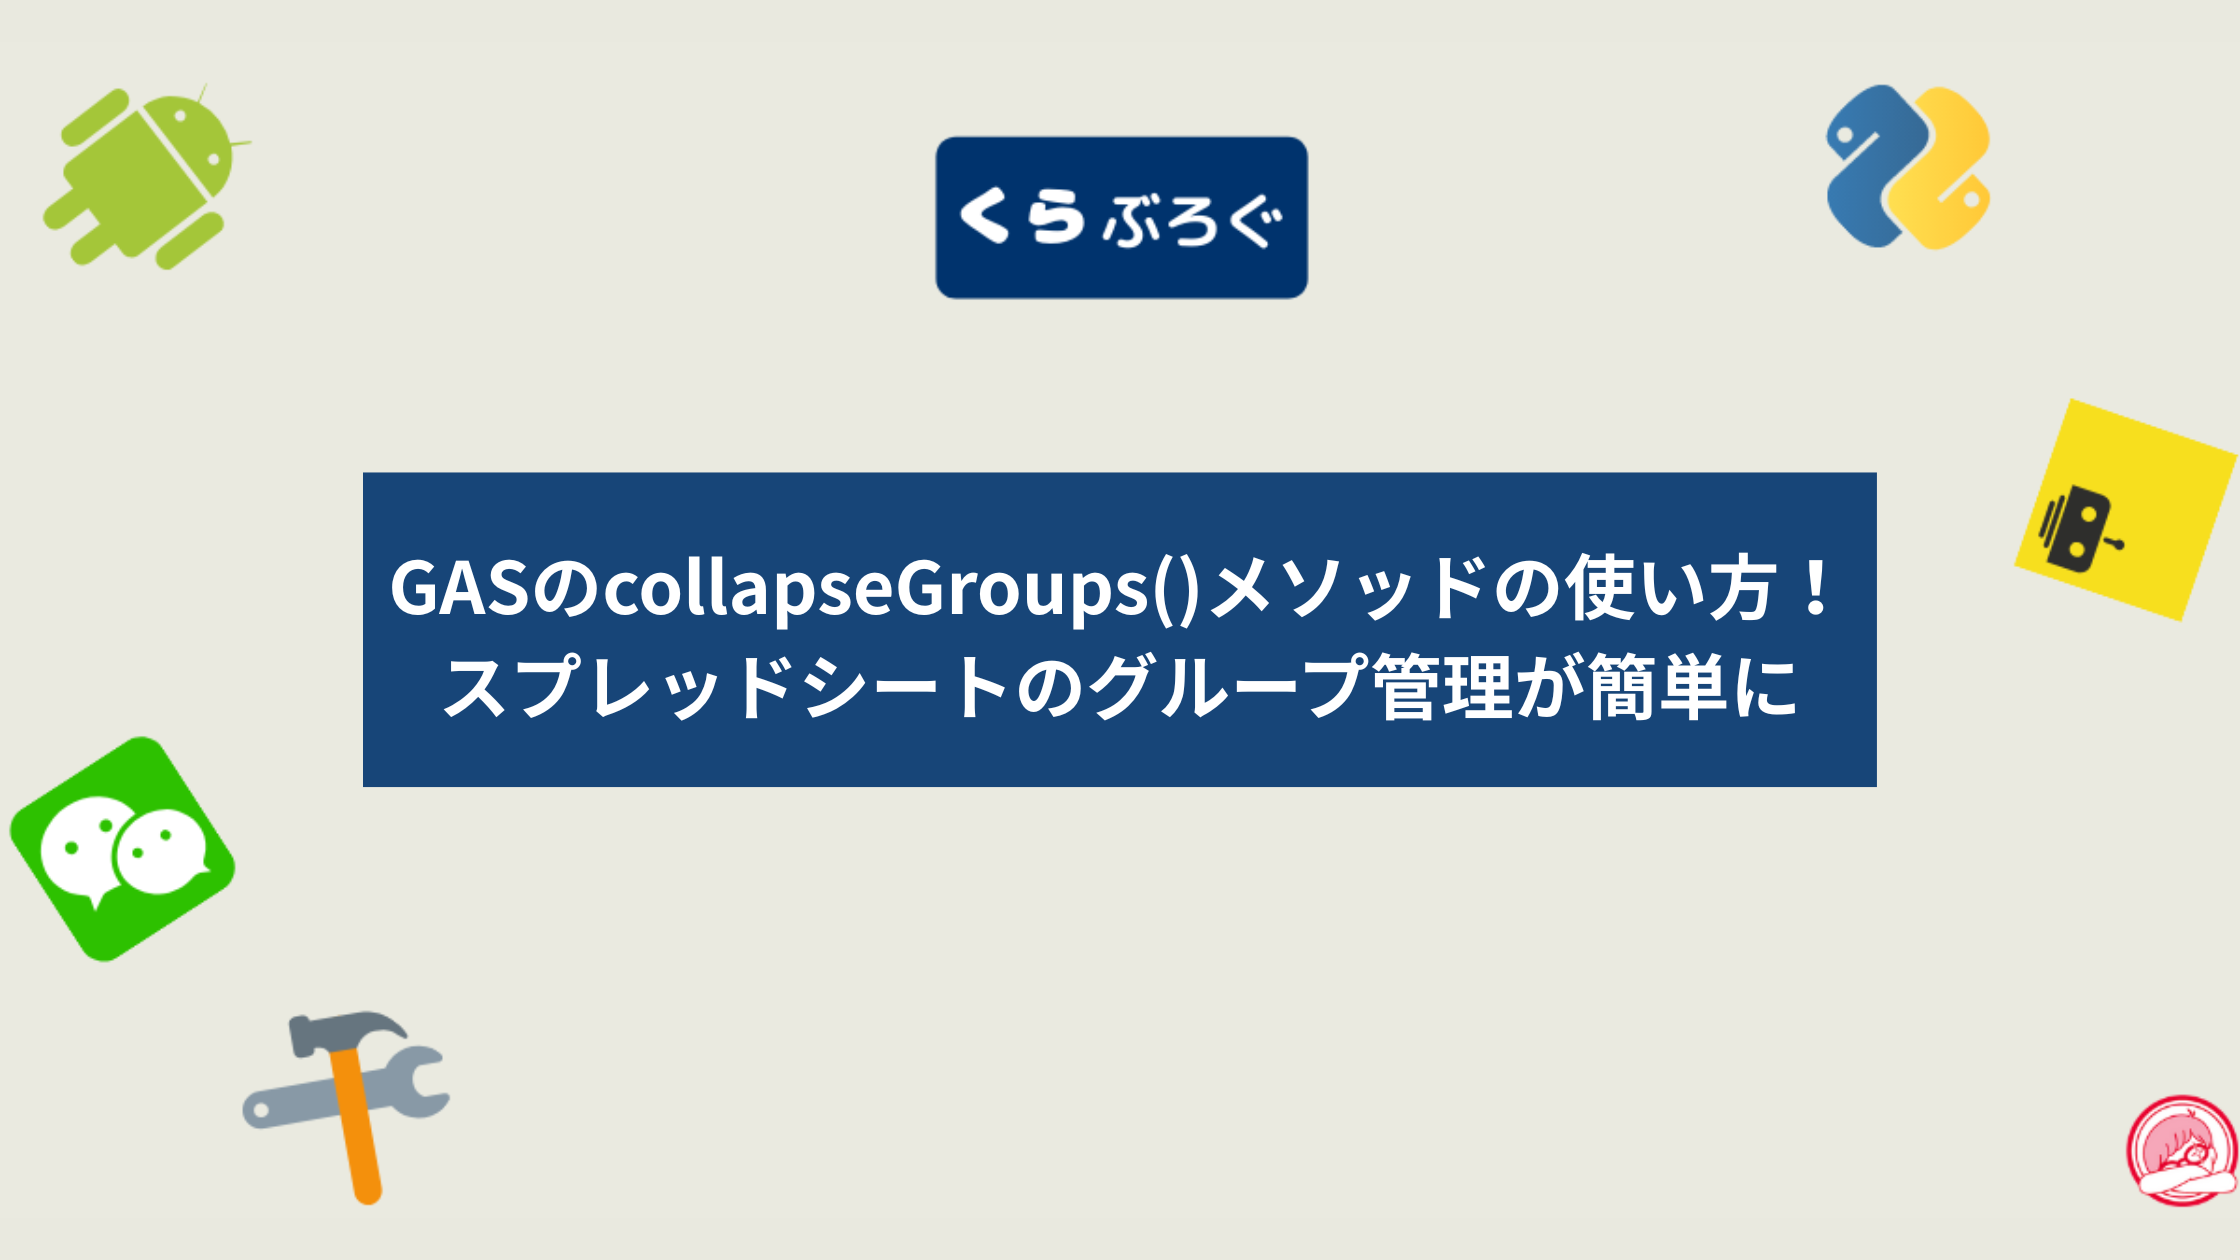 くらぶろぐ
GASのcollapseGroups()メソッドの使い方！
スプレッドシートのグループ管理が簡単に